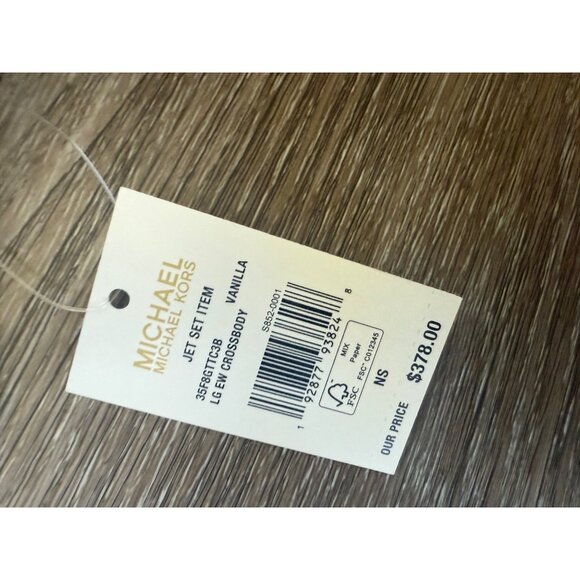 MICHAEL
MICHAEL KORS
JET SET ITEM
35F8GTTC3B
LG EW CROSSBODY VANILLA
S852-0001
1 92877 93824 8
FSC
MIX
Paper
FSC® C012345
NS
OUR PRICE $378.00